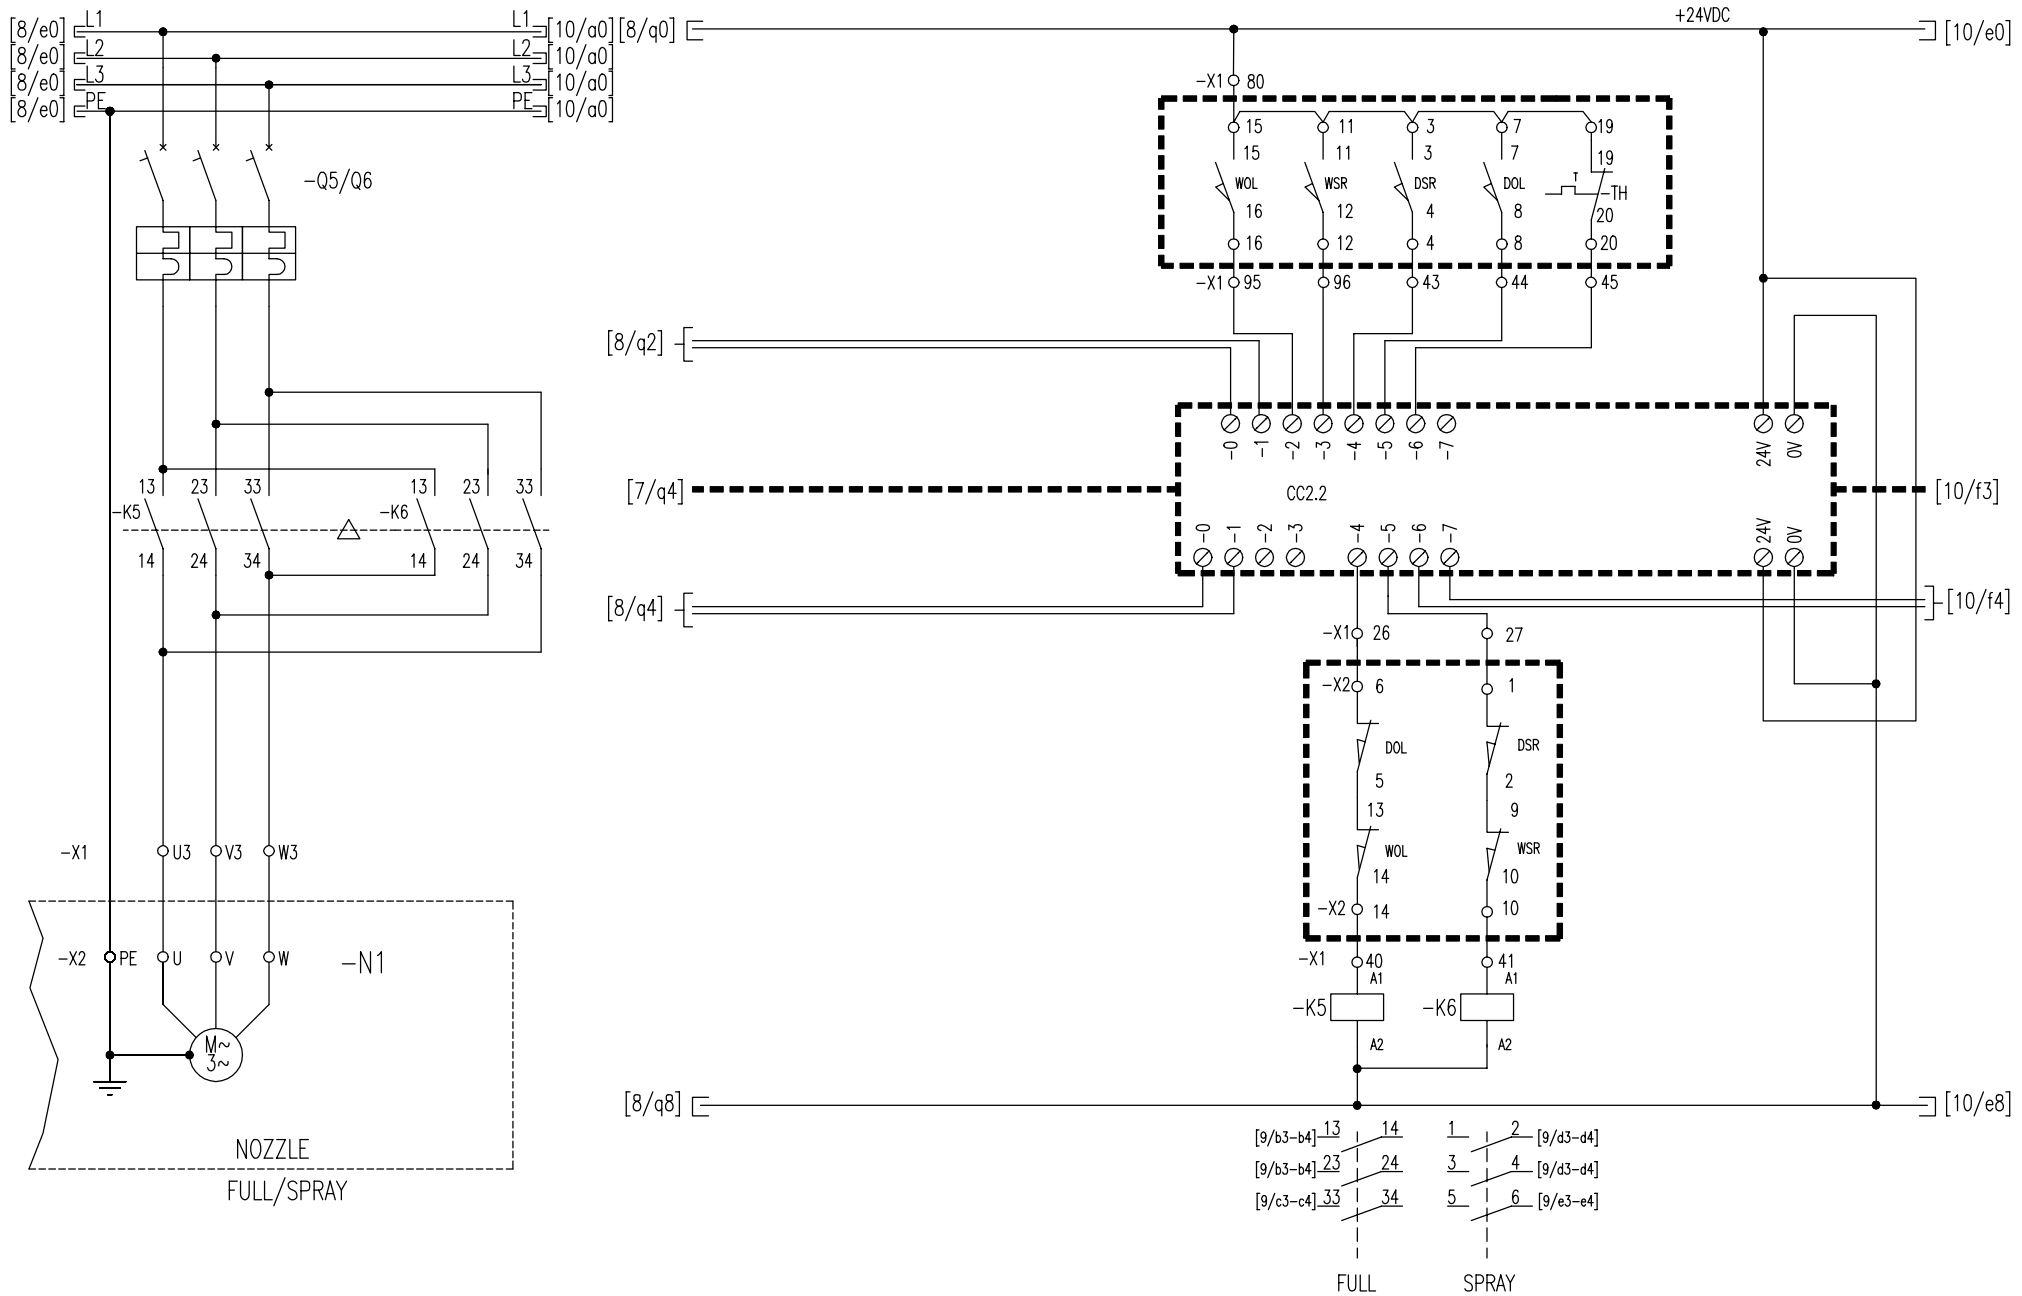 [8/e0] L1 L1 [10/a0] [8/q0] +24VDC [10/e0]
[8/e0] L2 L2 [10/a0]
[8/e0] L3 L3 [10/a0]
[8/e0] PE PE [10/a0]
-X1 80
15 11 3 7 19
15 11 3 7 19
-Q5/Q6
WOL WSR DSR DOL T -TH
16 12 4 8 20
16 12 4 8 20
-X1 95 96 43 44 45
[8/q2]
-0 -1 -2 -3 -4 -5 -6 -7 24V 0V
13 23 33 13 23 33
[7/q4] CC2.2 [10/f3]
-K5 -K6
-0 -1 -2 -3 -4 -5 -6 -7 24V 0V
14 24 34 14 24 34
[8/q4] [10/f4]
-X1 26 27
-X2 6 1
DOL DSR
5 2
13 9
-X1 U3 V3 W3 WOL WSR
14 10
-X2 14 10
-X2 PE U V W -N1
-X1 40 41
A1 A1
-K5 -K6
M~
3~
A2 A2
[8/q8] [10/e8]
NOZZLE
FULL/SPRAY
[9/b3-b4] 13 14 1 2 [9/d3-d4]
[9/b3-b4] 23 24 3 4 [9/d3-d4]
[9/c3-c4] 33 34 5 6 [9/e3-e4]
FULL SPRAY